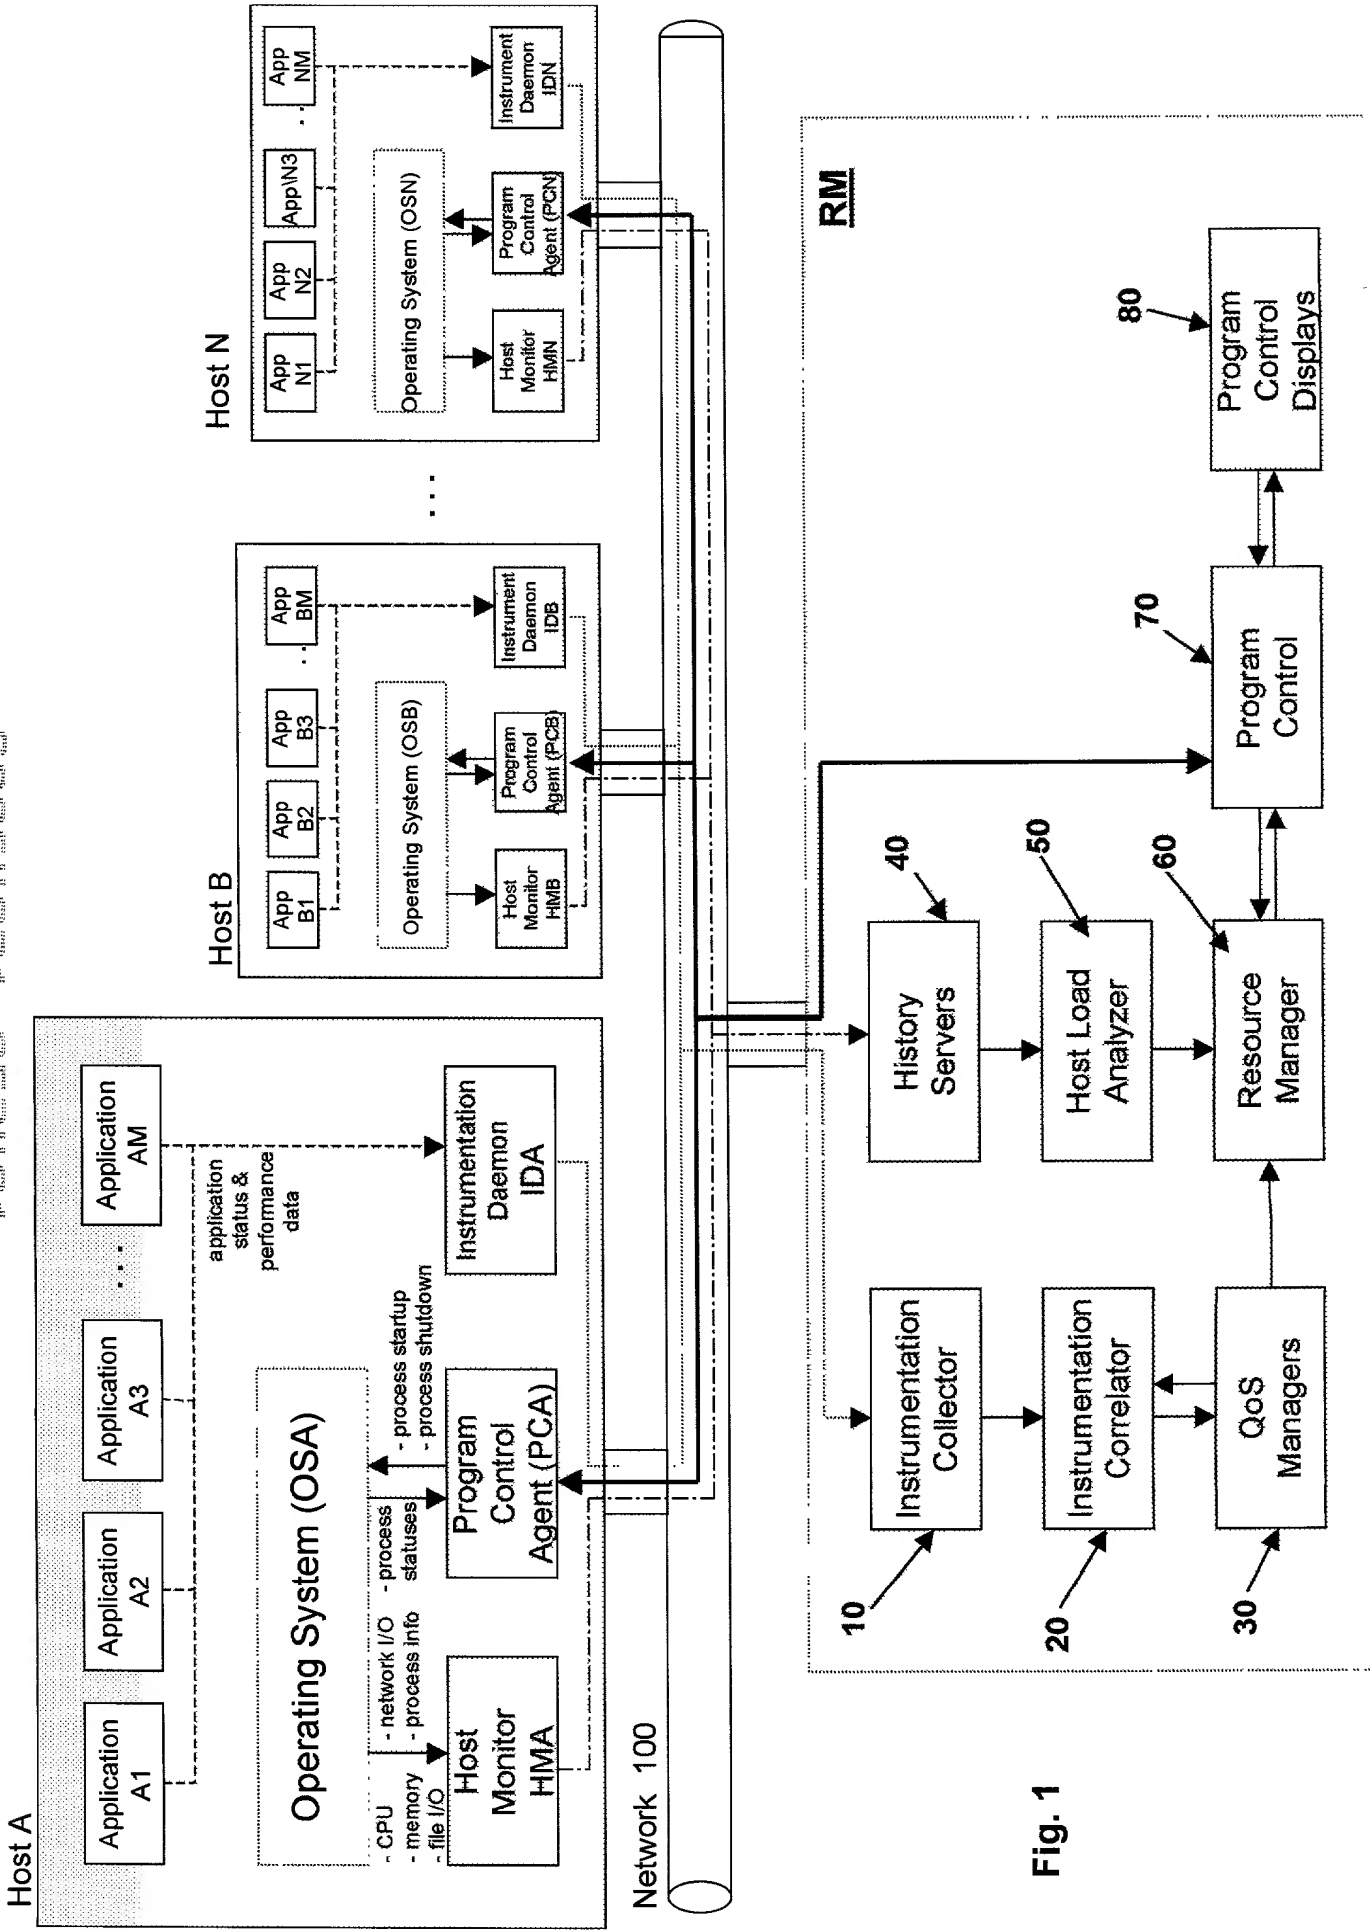 Host A
Application
A1
Application
A2
Application
A3
. . .
Application
AM
application
status &
performance
data
Operating System (OSA)
- CPU
- memory
- file I/O
- network I/O
- process info
- process
statuses
- process startup
- process shutdown
Host
Monitor
HMA
Program
Control
Agent (PCA)
Instrumentation
Daemon
IDA
Host B
App
B1
App
B2
App
B3
. .
App
BM
Operating System (OSB)
Host
Monitor
HMB
Program
Control
Agent (PCB)
Instrument
Daemon
IDB
. . .
Host N
App
N1
App
N2
App\N3
. .
App
NM
Operating System (OSN)
Host
Monitor
HMN
Program
Control
Agent (PCN)
Instrument
Daemon
IDN
Network 100
RM
10
Instrumentation
Collector
20
Instrumentation
Correlator
30
QoS
Managers
40
History
Servers
50
Host Load
Analyzer
60
Resource
Manager
70
Program
Control
80
Program
Control
Displays
Fig. 1